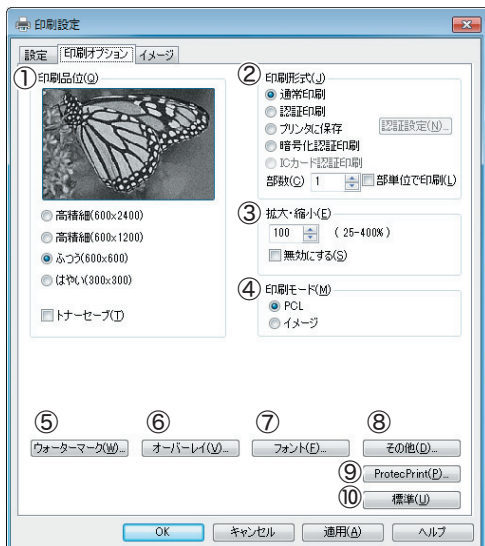 印刷設定
設定 印刷オプション イメージ
① 印刷品位(Q)
高精細(600x2400)
高精細(600x1200)
ふつう(600x600)
はやい(300x300)
トナーセーブ(T)
② 印刷形式(J)
通常印刷
認証印刷
プリンタに保存
認証設定(N)...
暗号化認証印刷
ICカード認証印刷
部数(C) 1 部単位で印刷(L)
③ 拡大・縮小(E)
100 ( 25-400%)
無効にする(S)
④ 印刷モード(M)
PCL
イメージ
⑤ ⑥ ⑦ ⑧
ウォーターマーク(W)... オーバーレイ(V)... フォント(F)... その他(D)...
⑨ ProtecPrint(P)...
⑩ 標準(U)
OK キャンセル 適用(A) ヘルプ